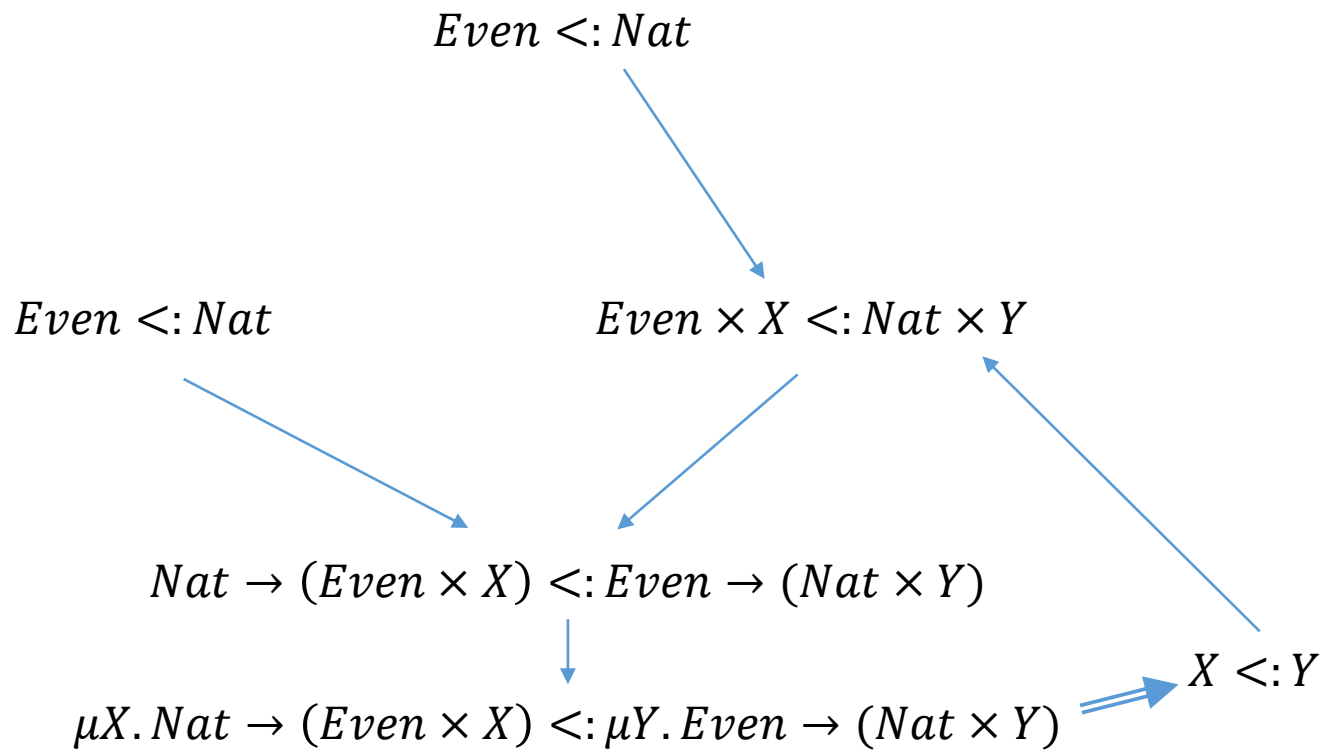 Even <: Nat
Even <: Nat
Even × X <: Nat × Y
Nat → (Even × X) <: Even → (Nat × Y)
X <: Y
μX. Nat → (Even × X) <: μY. Even → (Nat × Y)